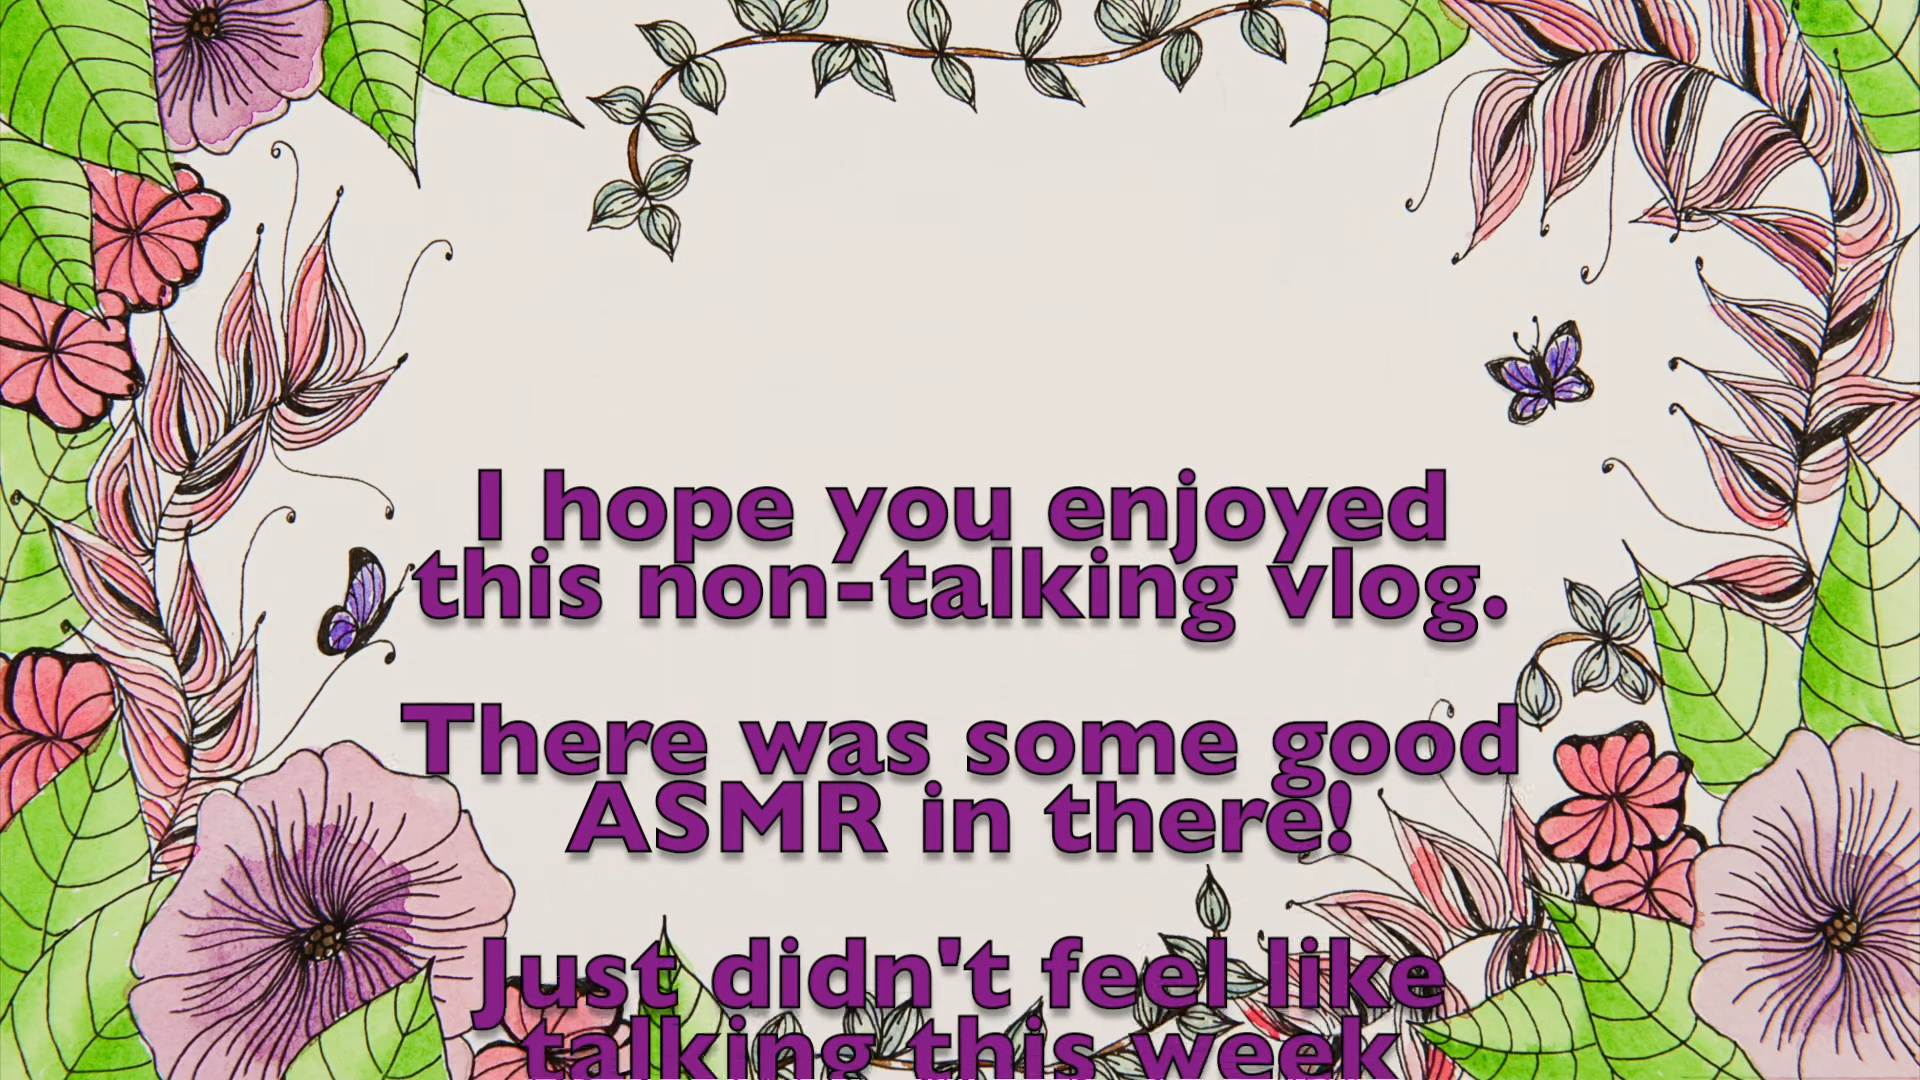 I hope you enjoyed
this non-talking vlog.
There was some good
ASMR in there!
Just didn't feel like
talking this week